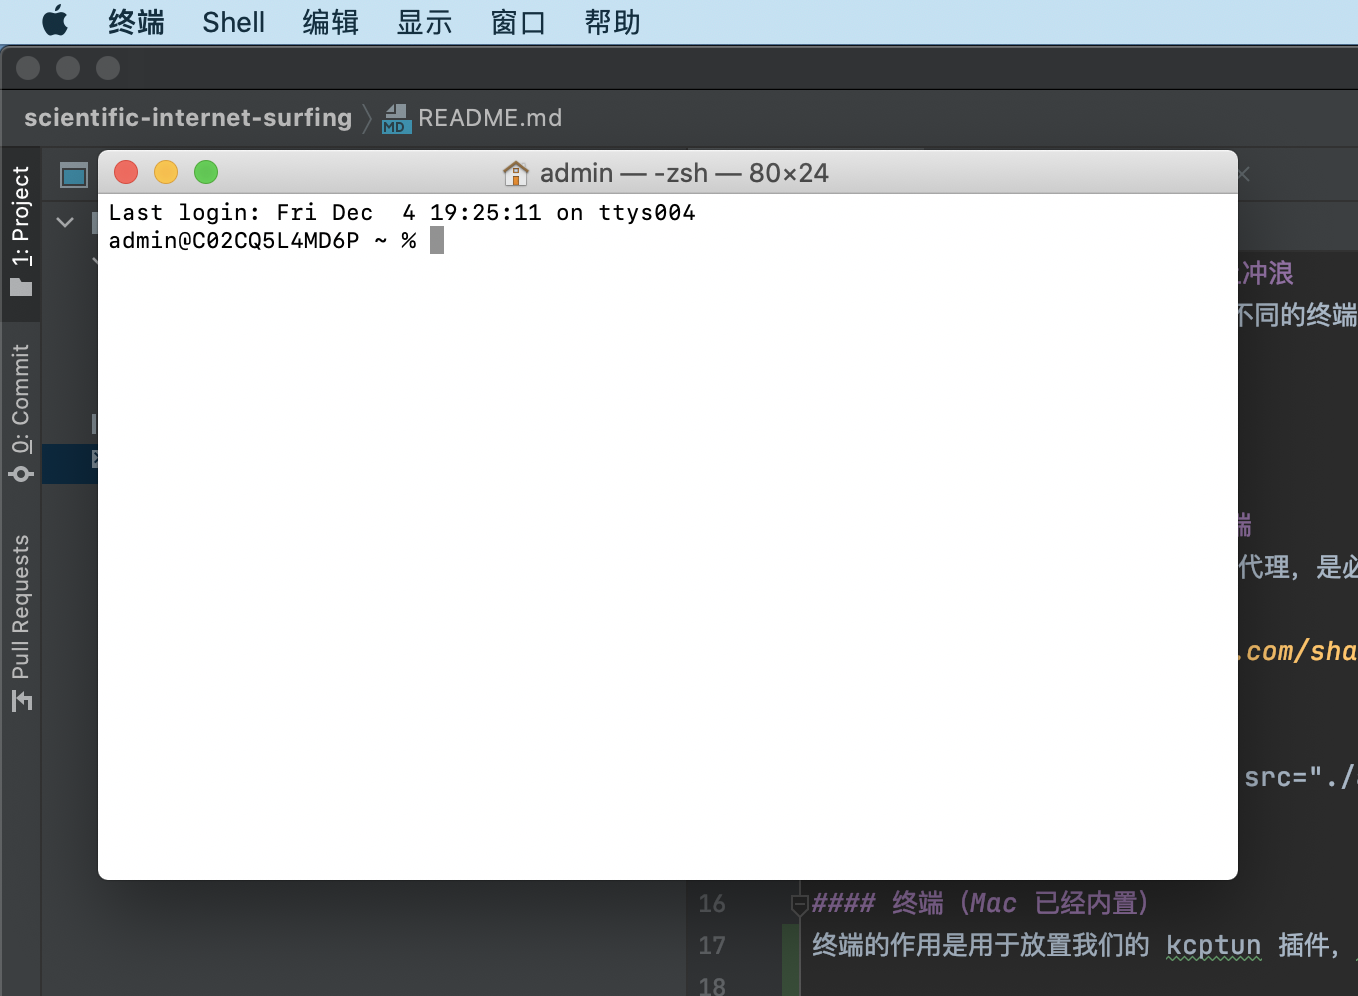 终端 Shell 编辑 显示 窗口 帮助
scientific-internet-surfing README.md
admin — -zsh — 80×24
Last login: Fri Dec  4 19:25:11 on ttys004
admin@C02CQ5L4MD6P ~ %
1: Project
0: Commit
Pull Requests
冲浪
不同的终端
端
代理，是必
.com/sha
src="./
16 #### 终端（Mac 已经内置）
17 终端的作用是用于放置我们的 kcptun 插件，
18